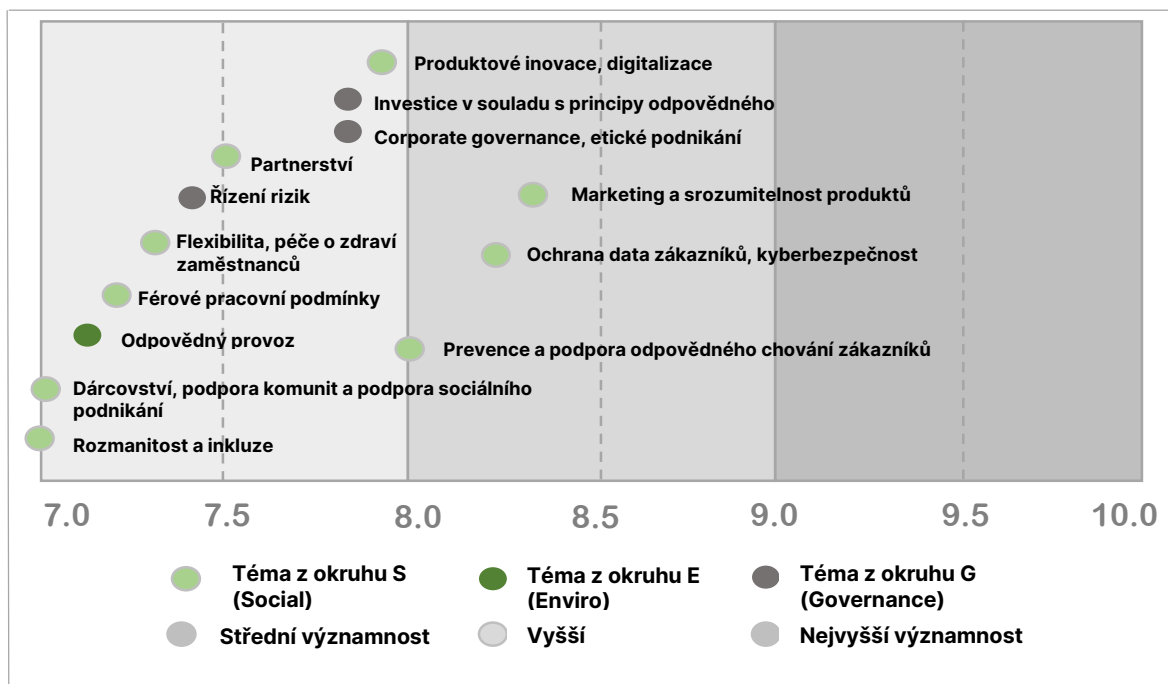 Produktové inovace, digitalizace
Investice v souladu s principy odpovědného
Corporate governance, etické podnikání
Partnerství
Řízení rizik
Marketing a srozumitelnost produktů
Flexibilita, péče o zdraví
zaměstnanců
Ochrana data zákazníků, kyberbezpečnost
Férové pracovní podmínky
Odpovědný provoz
Prevence a podpora odpovědného chování zákazníků
Dárcovství, podpora komunit a podpora sociálního
podnikání
Rozmanitost a inkluze
7.0 7.5 8.0 8.5 9.0 9.5 10.0
Téma z okruhu S
(Social)
Téma z okruhu E
(Enviro)
Téma z okruhu G
(Governance)
Střední významnost
Vyšší
Nejvyšší významnost